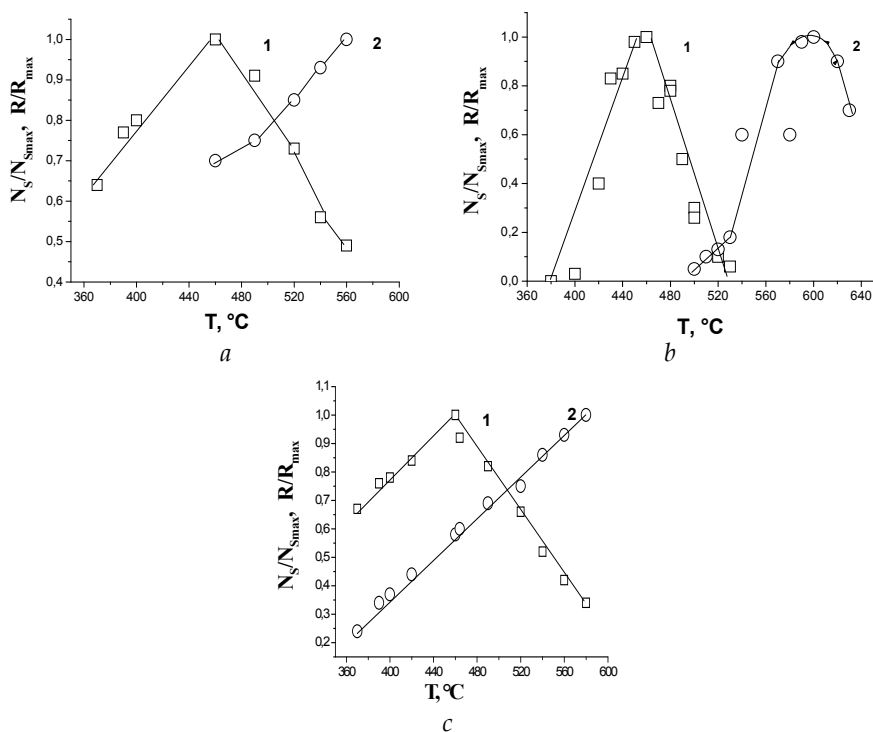 1,0
0,9
0,8
0,7
0,6
0,5
0,4
N_S/N_Smax, R/R_max
1
2
360 400 440 480 520 560 600
T, °C
a
1,0
0,8
0,6
0,4
0,2
0,0
N_S/N_Smax, R/R_max
1
2
360 400 440 480 520 560 600 640
T, °C
b
1,1
1,0
0,9
0,8
0,7
0,6
0,5
0,4
0,3
0,2
N_S/N_Smax, R/R_max
1
2
360 400 440 480 520 560 600
T,°C
c